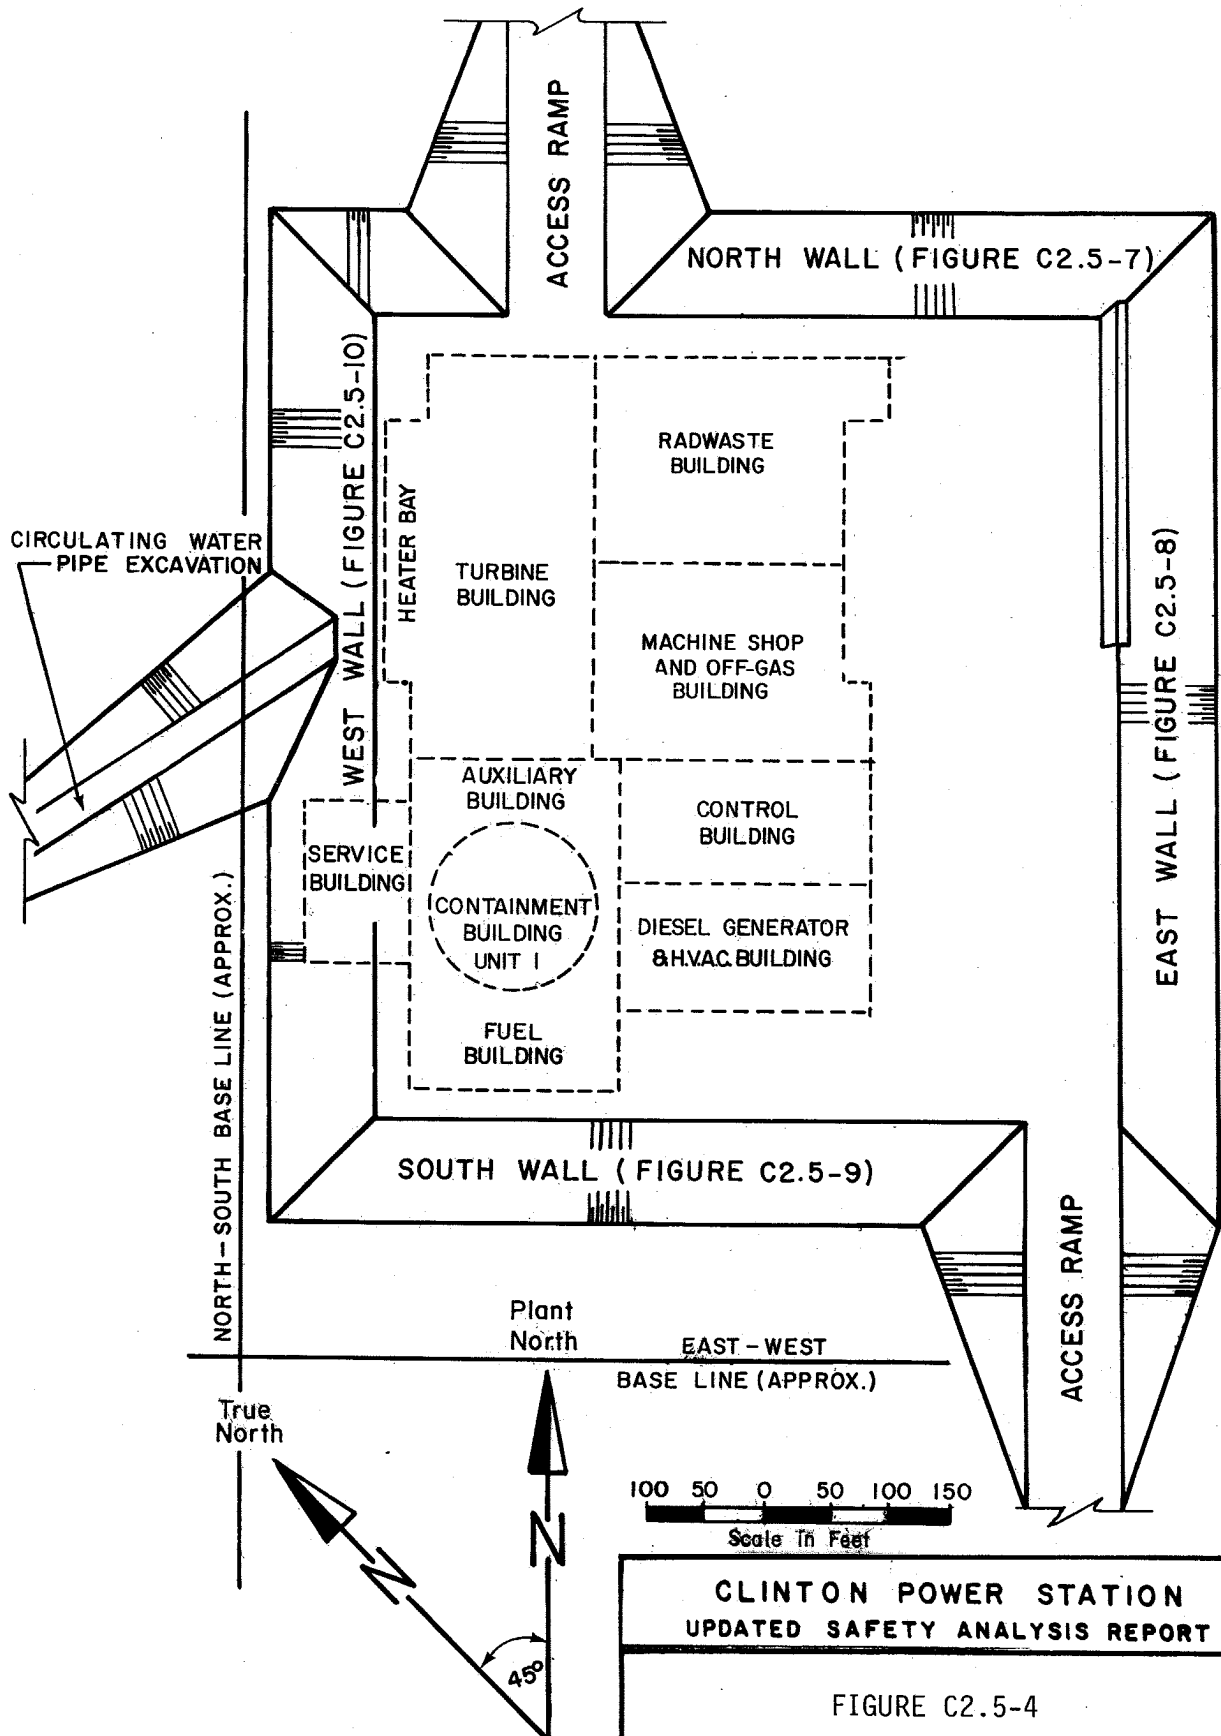 ACCESS RAMP
NORTH WALL (FIGURE C2.5-7)
WEST WALL (FIGURE C2.5-10)
HEATER BAY
RADWASTE
BUILDING
CIRCULATING WATER
PIPE EXCAVATION
TURBINE
BUILDING
MACHINE SHOP
AND OFF-GAS
BUILDING
EAST WALL (FIGURE C2.5-8)
AUXILIARY
BUILDING
CONTROL
BUILDING
SERVICE
BUILDING
CONTAINMENT
BUILDING
UNIT 1
DIESEL GENERATOR
& H.V.A.C. BUILDING
FUEL
BUILDING
NORTH-SOUTH BASE LINE (APPROX.)
SOUTH WALL (FIGURE C2.5-9)
ACCESS RAMP
Plant
North
EAST-WEST
BASE LINE (APPROX.)
True
North
N
N
45°
100 50 0 50 100 150
Scale in Feet
CLINTON POWER STATION
UPDATED SAFETY ANALYSIS REPORT
FIGURE C2.5-4